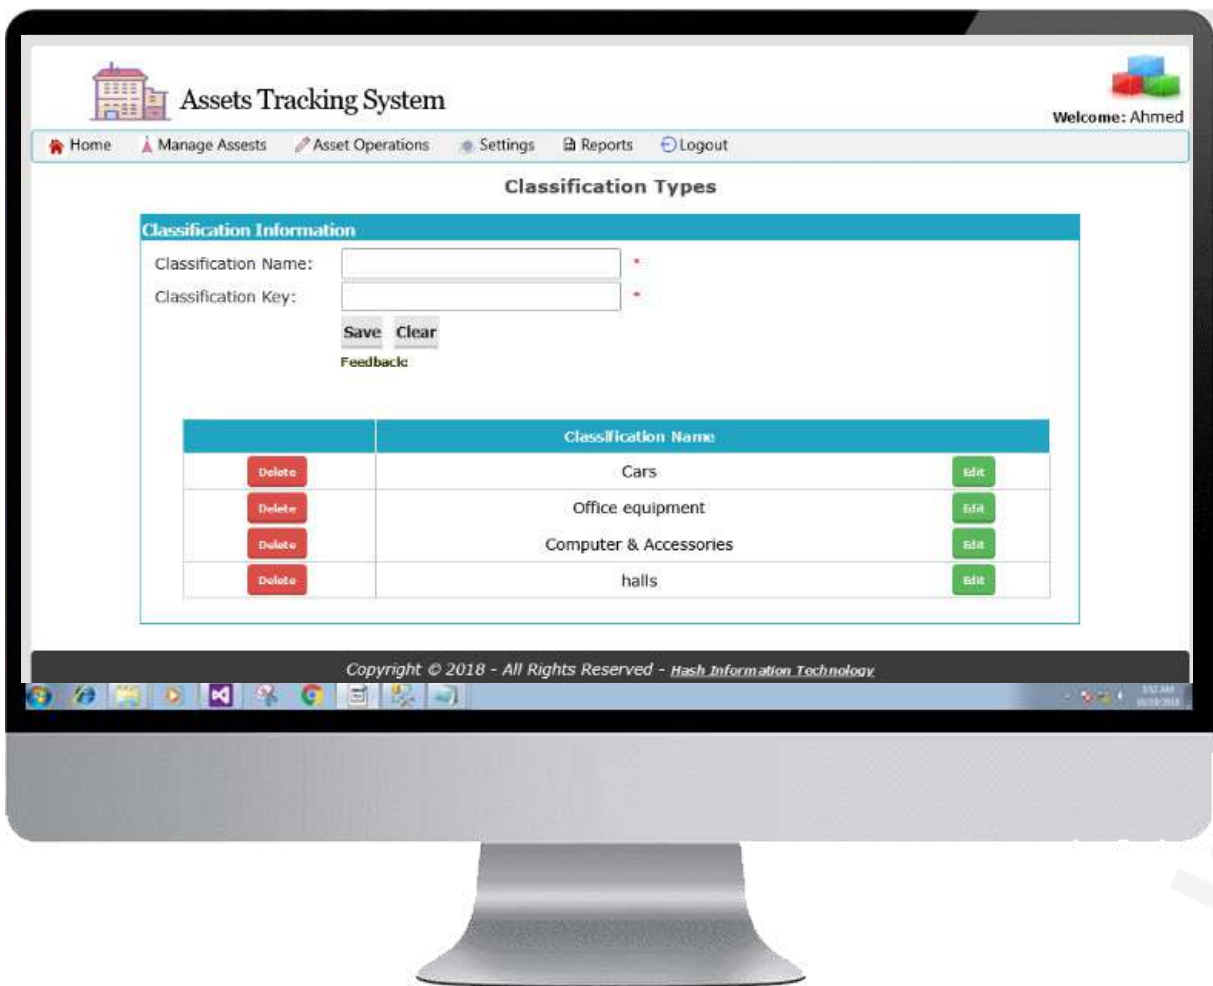 Assets Tracking System
Welcome: Ahmed
Home Manage Assests Asset Operations Settings Reports Logout
Classification Types
Classification Information
Classification Name: *
Classification Key: *
Save Clear
Feedback:
Classification Name
Delete Cars Edit
Delete Office equipment Edit
Delete Computer & Accessories Edit
Delete halls Edit
Copyright © 2018 - All Rights Reserved - Hash Information Technology